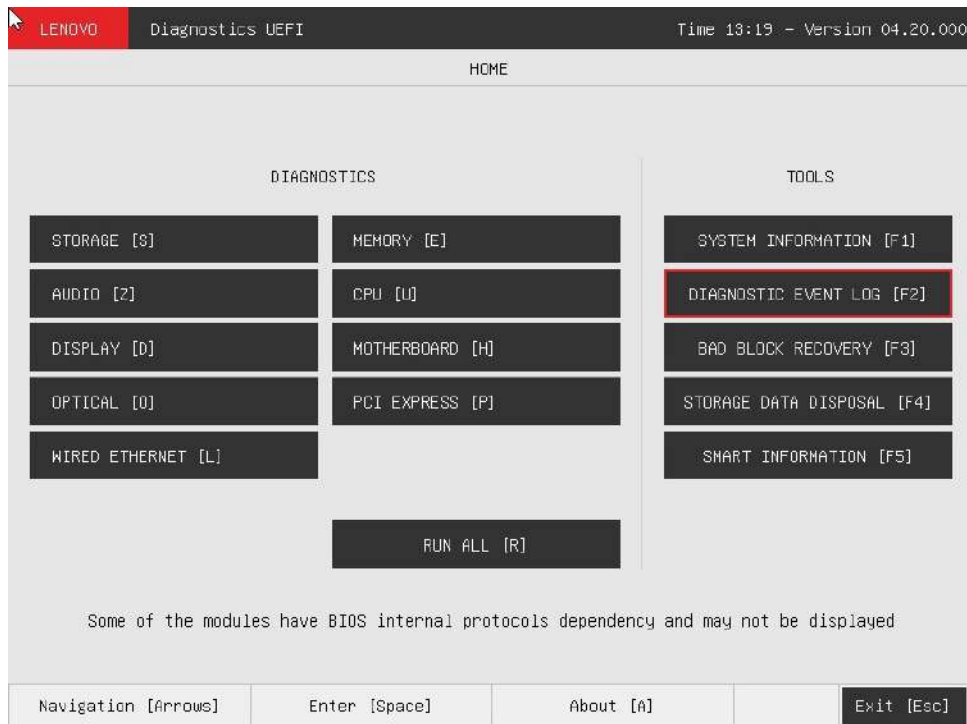 LENOVO Diagnostics UEFI Time 13:19 - Version 04.20.000
HOME
DIAGNOSTICS TOOLS
STORAGE [S] MEMORY [E] SYSTEM INFORMATION [F1]
AUDIO [Z] CPU [U] DIAGNOSTIC EVENT LOG [F2]
DISPLAY [D] MOTHERBOARD [H] BAD BLOCK RECOVERY [F3]
OPTICAL [O] PCI EXPRESS [P] STORAGE DATA DISPOSAL [F4]
WIRED ETHERNET [L] SMART INFORMATION [F5]
RUN ALL [R]
Some of the modules have BIOS internal protocols dependency and may not be displayed
Navigation [Arrows] Enter [Space] About [A] Exit [Esc]